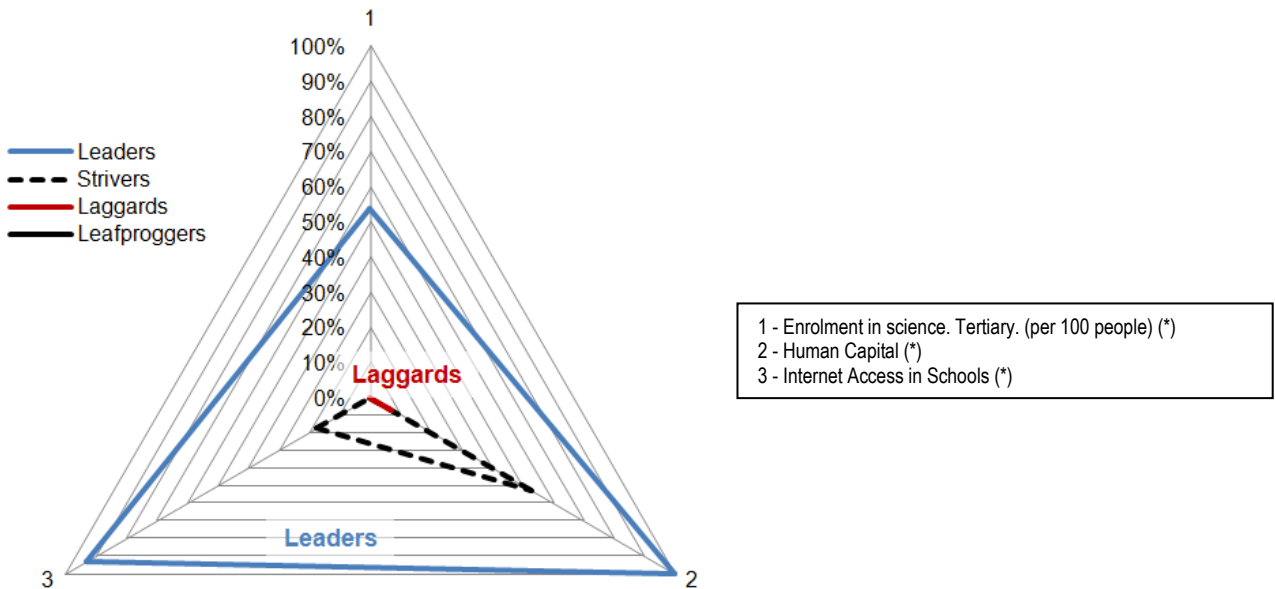 1
100%
90%
80%
70%
60%
50%
40%
30%
20%
10%
0%
Leaders
Strivers
Laggards
Leafproggers
Laggards
Leaders
3
2
1 - Enrolment in science. Tertiary. (per 100 people) (*)
2 - Human Capital (*)
3 - Internet Access in Schools (*)